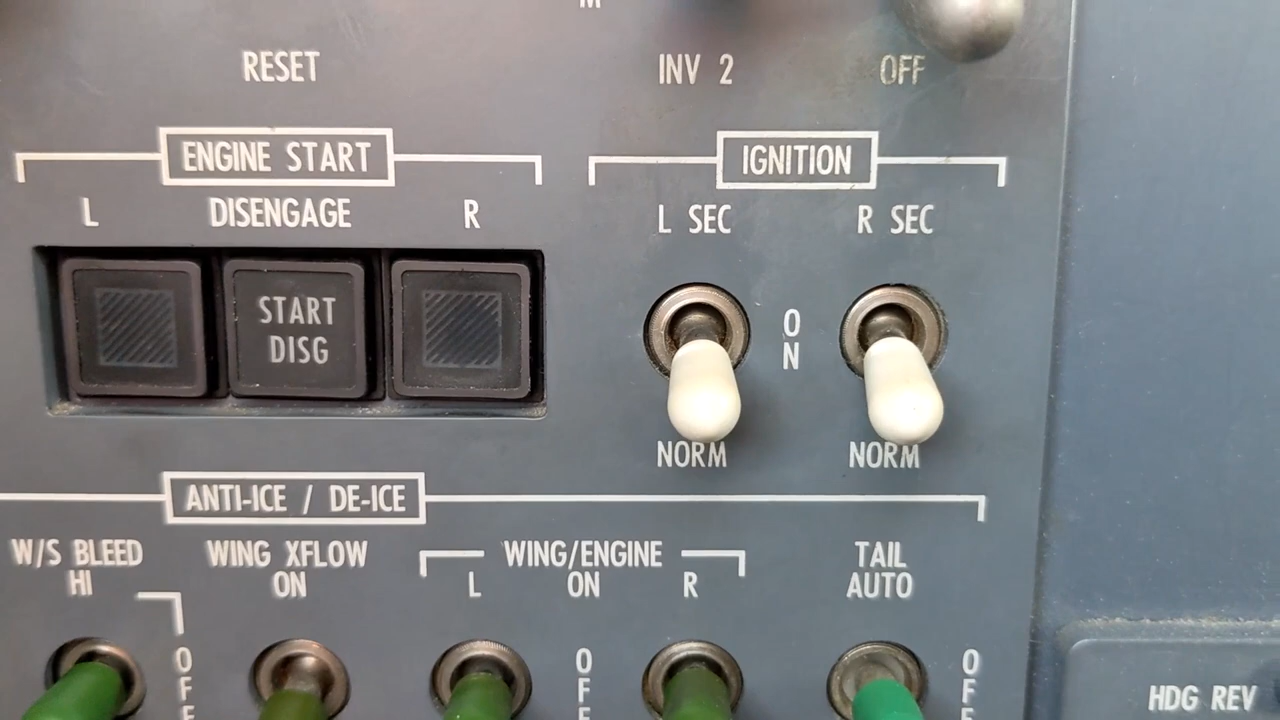 M
RESET
INV 2
OFF
ENGINE START
IGNITION
L
DISENGAGE
R
L SEC
R SEC
START
DISG
ON
NORM
NORM
ANTI-ICE / DE-ICE
W/S BLEED
HI
WING XFLOW
ON
WING/ENGINE
L
ON
R
TAIL
AUTO
OFF
OFF
OFF
HDG REV